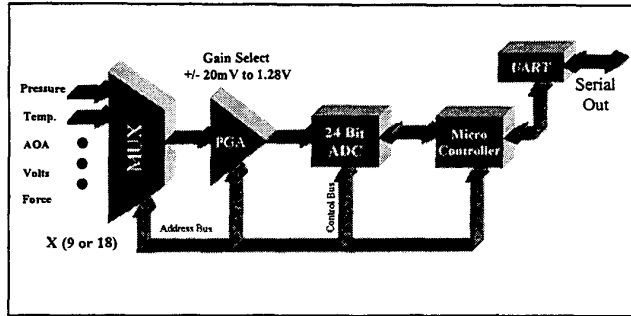 Gain Select
+/- 20mV to 1.28V
UART
Serial
Out
Pressure
Temp.
AOA
Volts
Force
MUX
PGA
24 Bit
ADC
Micro
Controller
Control Bus
Address Bus
X (9 or 18)